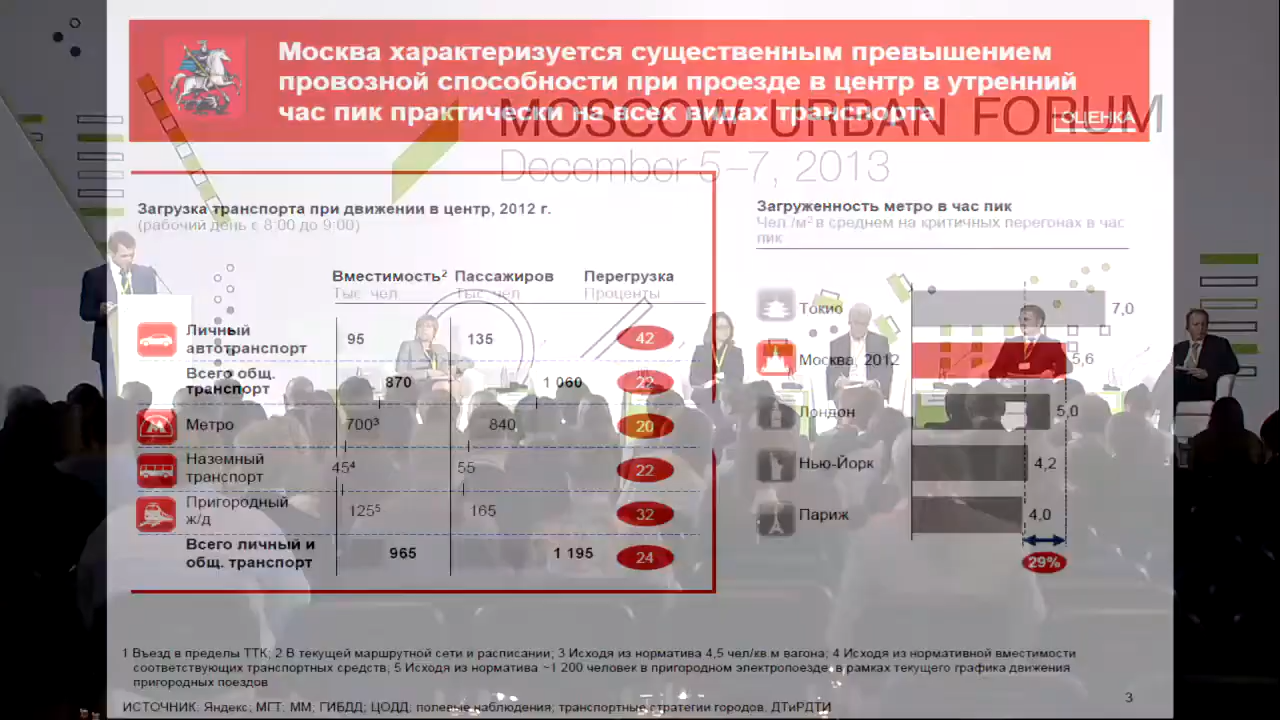 Москва характеризуется существенным превышением
провозной способности при проезде в центр в утренний
час пик практически на всех видах транспорта
ОЦЕНКА
MOSCOW URBAN FORUM
December 5–7, 2013
Загрузка транспорта при движении в центр, 2012 г.
(рабочий день с 8:00 до 9:00)
Вместимость² Пассажиров Перегрузка
Тыс. чел Тыс. чел Проценты
Личный
автотранспорт
95 135 42
Всего общ.
транспорт
870 1 060 22
Метро 700³ 840 20
Наземный
транспорт
45⁴ 55 22
Пригородный
ж/д
125⁵ 165 32
Всего личный и
общ. транспорт
965 1 195 24
Загруженность метро в час пик
Чел /м² в среднем на критичных перегонах в час
пик
Токио 7,0
Москва, 2012 5,6
Лондон 5,0
Нью-Йорк 4,2
Париж 4,0
29%
1 Въезд в пределы ТТК; 2 В текущей маршрутной сети и расписании; 3 Исходя из норматива 4,5 чел/кв.м вагона; 4 Исходя из нормативной вместимости
соответствующих транспортных средств; 5 Исходя из норматива ~1 200 человек в пригородном электропоезде, в рамках текущего графика движения
пригородных поездов
ИСТОЧНИК: Яндекс; МГТ; ММ; ГИБДД; ЦОДД; полевые наблюдения; транспортные стратегии городов, ДТиРДТИ
3